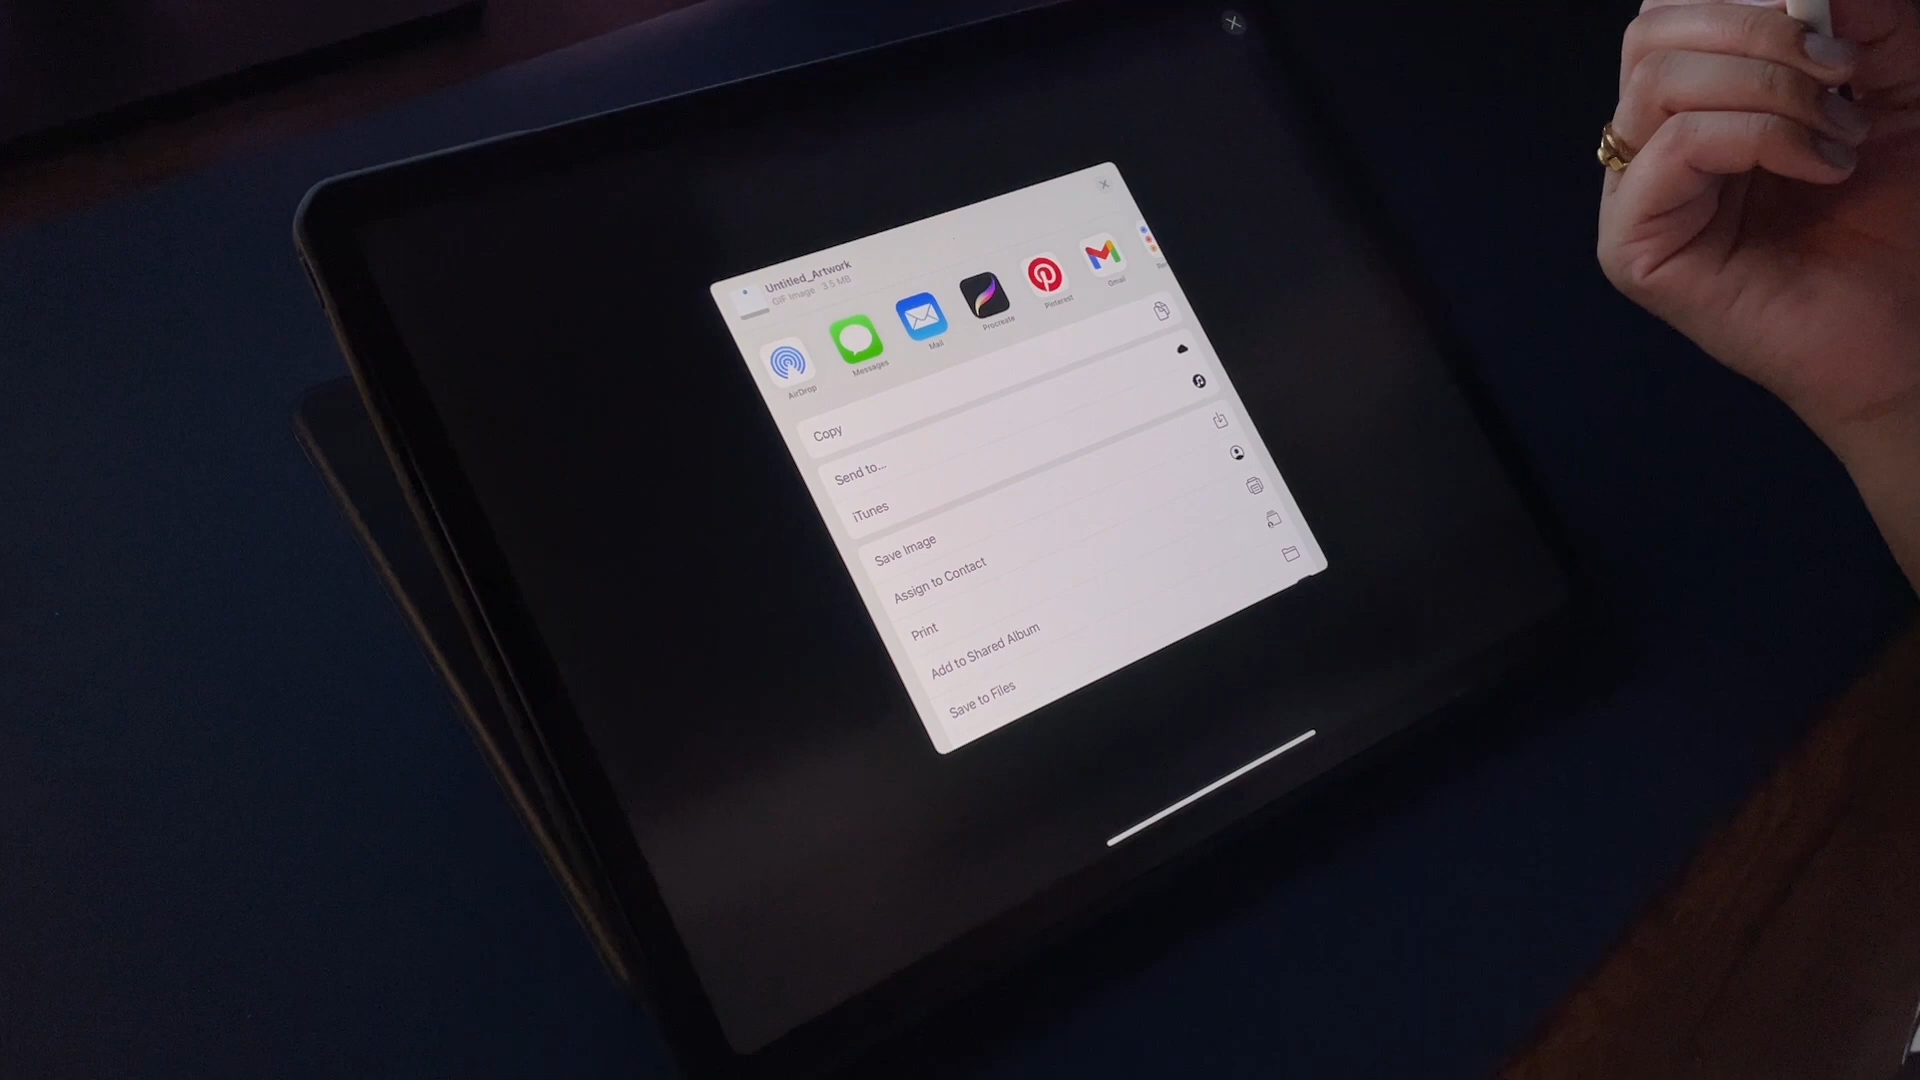 Untitled_Artwork
GIF Image 3.5 MB
AirDrop
Messages
Mail
Procreate
Pinterest
Gmail
Copy
Send to...
iTunes
Save Image
Assign to Contact
Print
Add to Shared Album
Save to Files